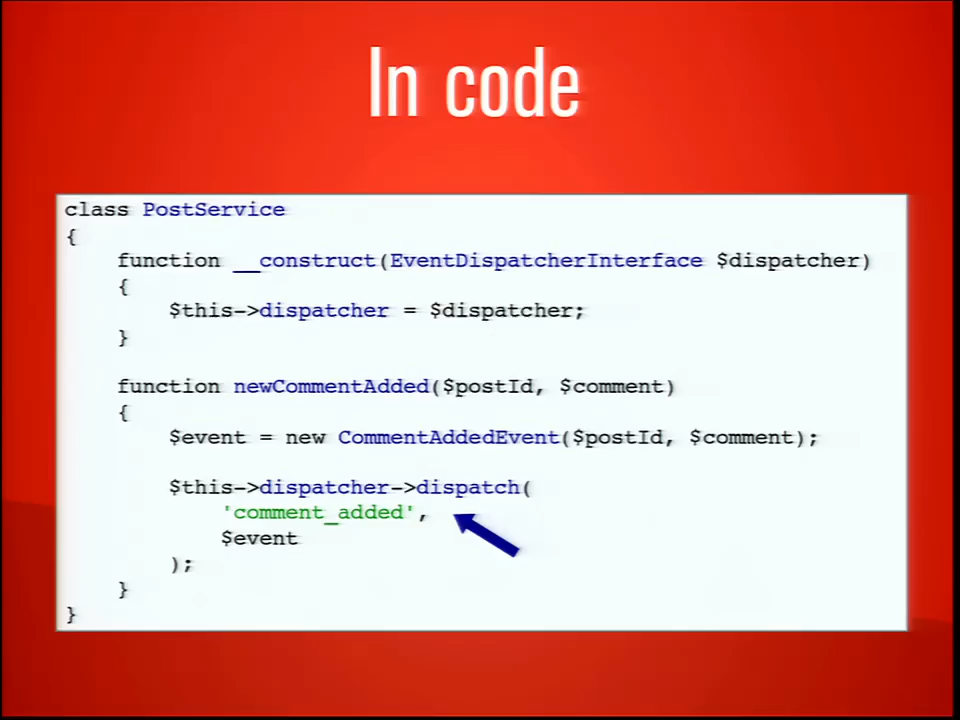 In code
class PostService
{
    function __construct(EventDispatcherInterface $dispatcher)
    {
        $this->dispatcher = $dispatcher;
    }

    function newCommentAdded($postId, $comment)
    {
        $event = new CommentAddedEvent($postId, $comment);

        $this->dispatcher->dispatch(
            'comment_added',
            $event
        );
    }
}